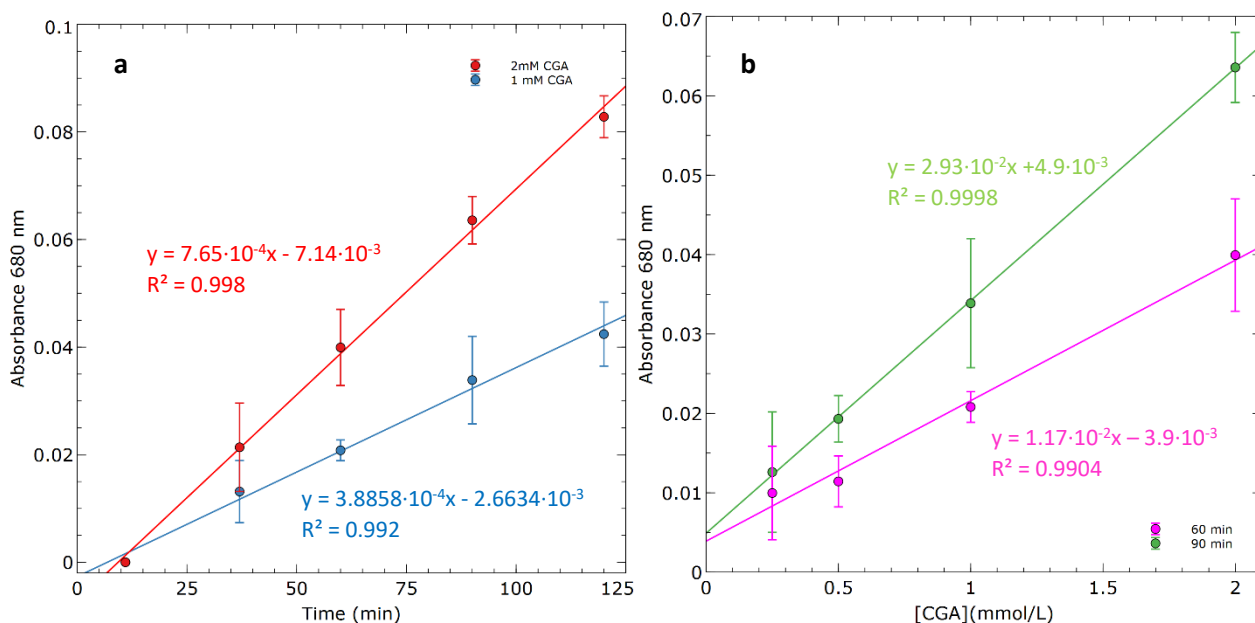 a
2mM CGA
1 mM CGA
0.1
0.08
0.06
0.04
0.02
0
Absorbance 680 nm
y = 7.65·10⁻⁴x - 7.14·10⁻³
R² = 0.998
y = 3.8858·10⁻⁴x - 2.6634·10⁻³
R² = 0.992
0 25 50 75 100 125
Time (min)
b
0.07
0.06
0.05
0.04
0.03
0.02
0.01
0
Absorbance 680 nm
y = 2.93·10⁻²x +4.9·10⁻³
R² = 0.9998
y = 1.17·10⁻²x – 3.9·10⁻³
R² = 0.9904
60 min
90 min
0 0.5 1 1.5 2
[CGA](mmol/L)